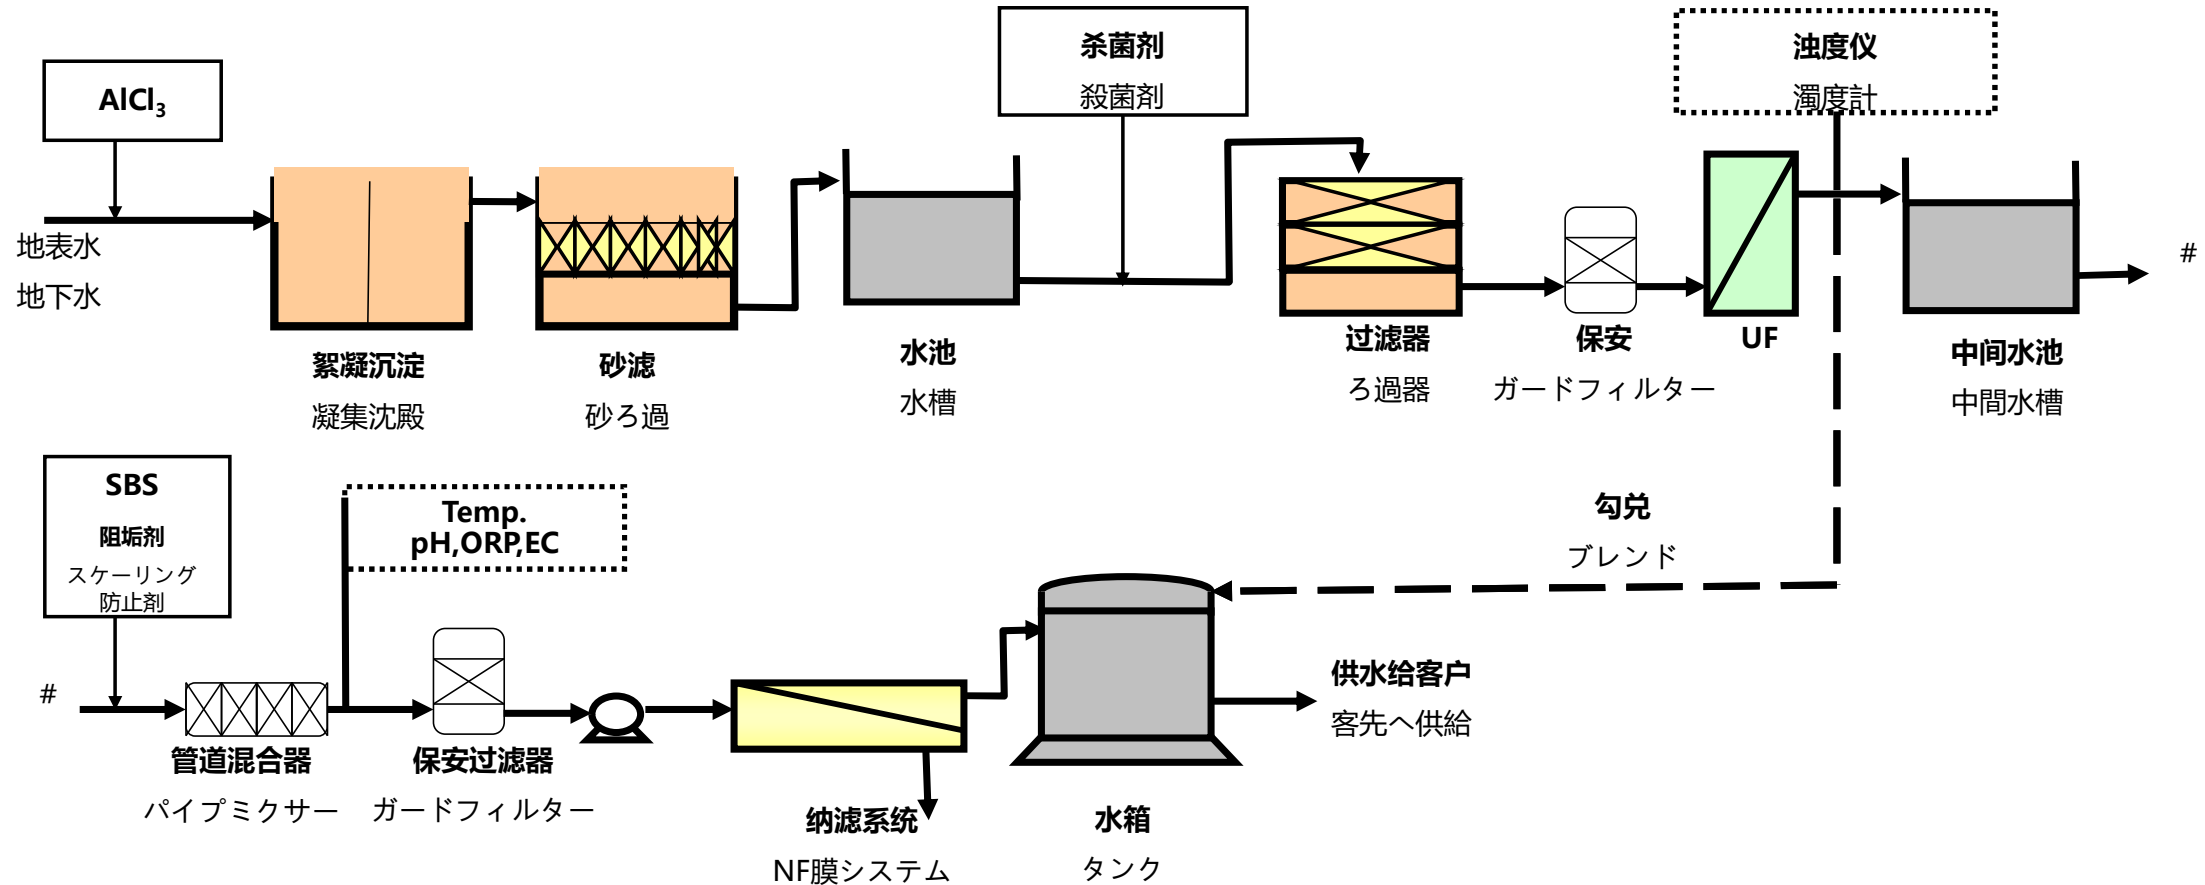 AlCl₃
杀菌剂
殺菌剤
浊度仪
濁度計
地表水
地下水
#
絮凝沉淀
凝集沈殿
砂滤
砂ろ過
水池
水槽
过滤器
ろ過器
保安
ガードフィルター
UF
中间水池
中間水槽
SBS
阻垢剂
スケーリング
防止剤
Temp.
pH,ORP,EC
勾兑
ブレンド
#
管道混合器
パイプミクサー
保安过滤器
ガードフィルター
纳滤系统
NF膜システム
水箱
タンク
供水给客户
客先へ供給